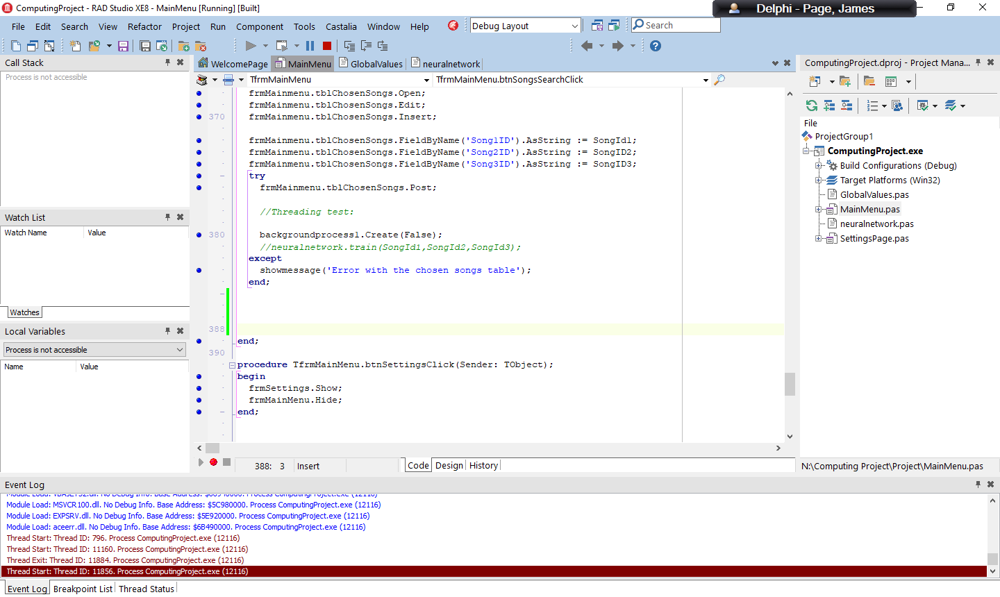 ComputingProject - RAD Studio XE8 - MainMenu [Running] [Built]
Delphi - Page, James
File Edit Search View Refactor Project Run Component Tools Castalia Window Help
Debug Layout
Search
Call Stack
Process is not accessible
Watch List
Watch Name Value
Watches
Local Variables
Process is not accessible
Name Value
WelcomePage MainMenu GlobalValues neuralnetwork
TfrmMainMenu TfrmMainMenu.btnSongsSearchClick
frmMainmenu.tblChosenSongs.Open;
frmMainmenu.tblChosenSongs.Edit;
370 frmMainmenu.tblChosenSongs.Insert;
frmMainmenu.tblChosenSongs.FieldByName('Song1ID').AsString := SongId1;
frmMainmenu.tblChosenSongs.FieldByName('Song2ID').AsString := SongID2;
frmMainmenu.tblChosenSongs.FieldByName('Song3ID').AsString := SongID3;
try
frmMainmenu.tblChosenSongs.Post;
//Threading test:
380 backgroundprocess1.Create(False);
//neuralnetwork.train(SongId1,SongId2,SongId3);
except
showmessage('Error with the chosen songs table');
end;
388
end;
390
procedure TfrmMainMenu.btnSettingsClick(Sender: TObject);
begin
frmSettings.Show;
frmMainMenu.Hide;
end;
388: 3 Insert
Code Design History
ComputingProject.dproj - Project Mana...
File
ProjectGroup1
ComputingProject.exe
Build Configurations (Debug)
Target Platforms (Win32)
GlobalValues.pas
MainMenu.pas
neuralnetwork.pas
SettingsPage.pas
N:\Computing Project\Project\MainMenu.pas
Event Log
Module Load: MSVCR100.dll. No Debug Info. Base Address: $5C980000. Process ComputingProject.exe (12116)
Module Load: EXPSRV.dll. No Debug Info. Base Address: $5E920000. Process ComputingProject.exe (12116)
Module Load: aceerr.dll. No Debug Info. Base Address: $6B490000. Process ComputingProject.exe (12116)
Thread Start: Thread ID: 796. Process ComputingProject.exe (12116)
Thread Start: Thread ID: 11160. Process ComputingProject.exe (12116)
Thread Exit: Thread ID: 11884. Process ComputingProject.exe (12116)
Thread Start: Thread ID: 11856. Process ComputingProject.exe (12116)
Event Log Breakpoint List Thread Status